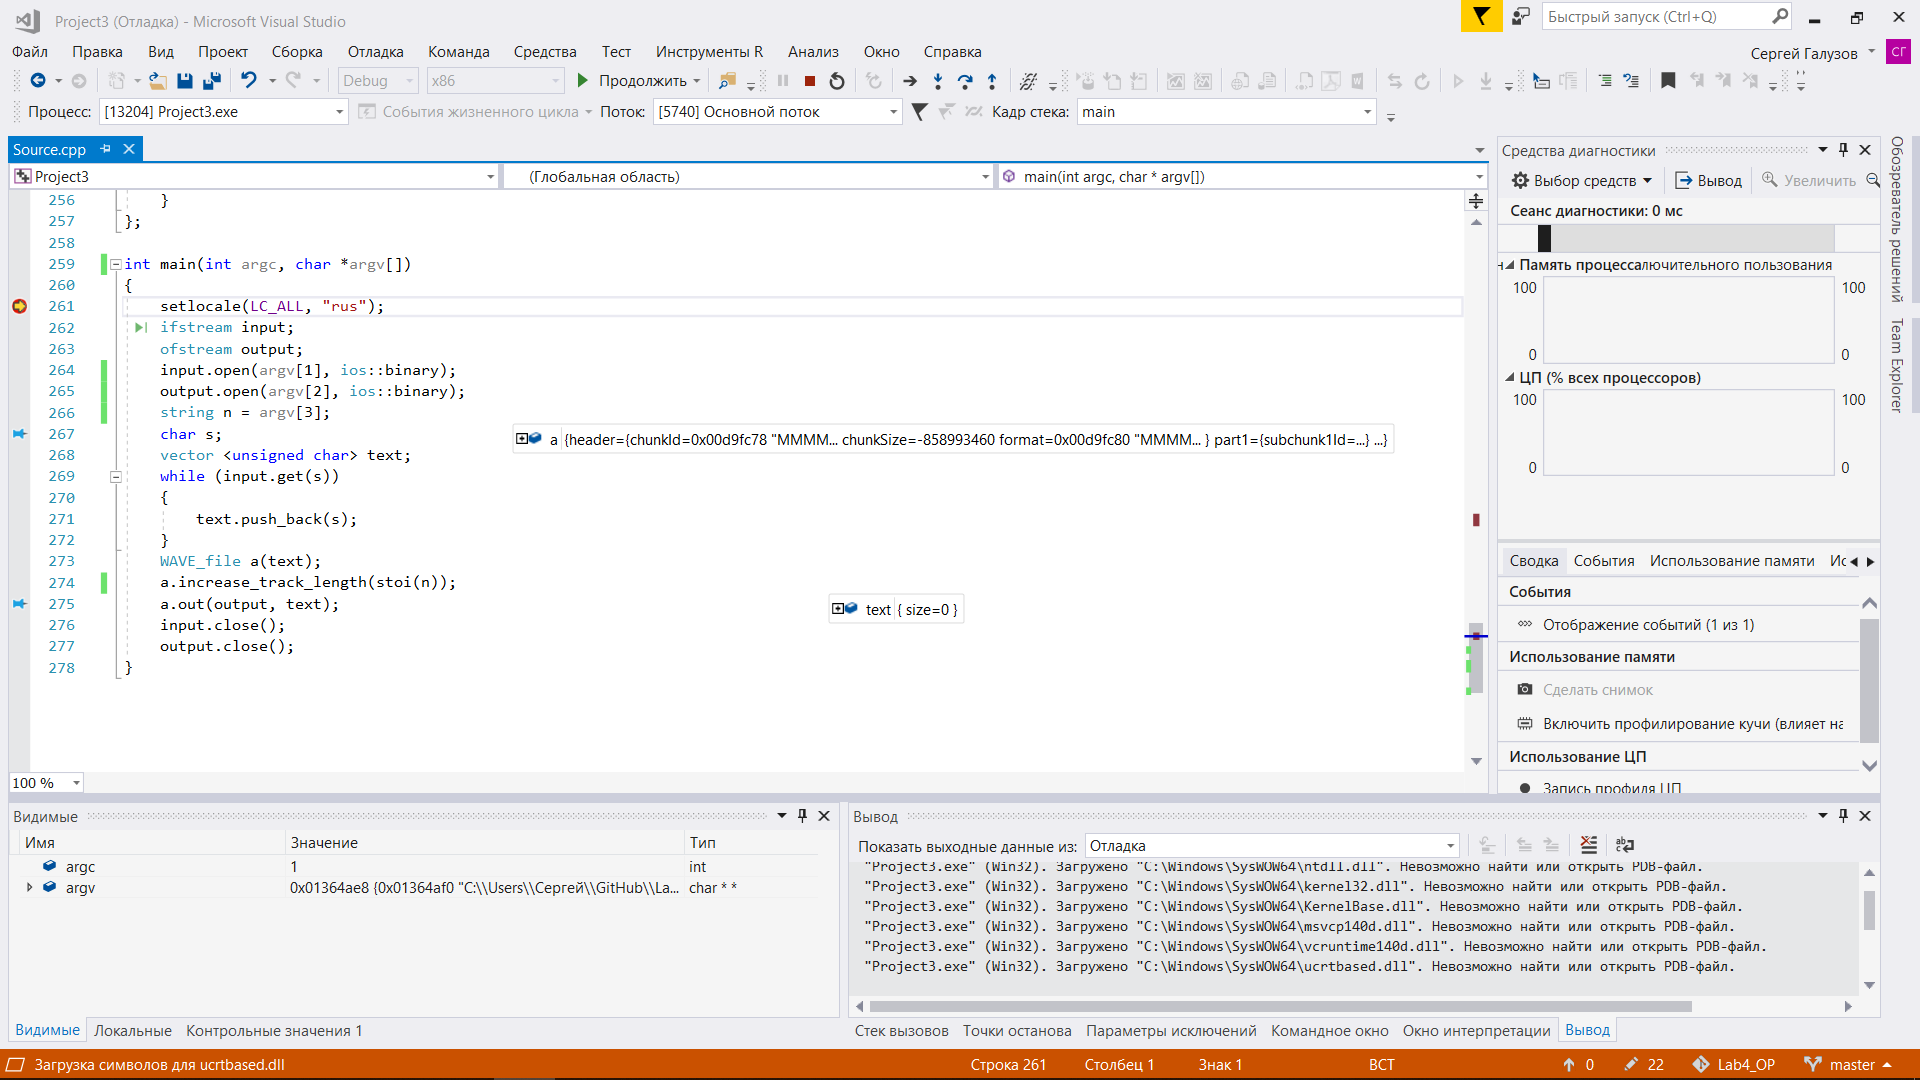 Project3 (Отладка) - Microsoft Visual Studio
Быстрый запуск (Ctrl+Q)
Файл Правка Вид Проект Сборка Отладка Команда Средства Тест Инструменты R Анализ Окно Справка
Сергей Галузов СГ
Debug x86 Продолжить
Процесс: [13204] Project3.exe События жизненного цикла Поток: [5740] Основной поток Кадр стека: main
Source.cpp
Project3 (Глобальная область) main(int argc, char * argv[])
256 }
257 };
258
259 int main(int argc, char *argv[])
260 {
261 setlocale(LC_ALL, "rus");
262 ifstream input;
263 ofstream output;
264 input.open(argv[1], ios::binary);
265 output.open(argv[2], ios::binary);
266 string n = argv[3];
267 char s;
a {header={chunkId=0x00d9fc78 "MMMM... chunkSize=-858993460 format=0x00d9fc80 "MMMM... } part1={subchunk1Id=...} ...}
268 vector <unsigned char> text;
269 while (input.get(s))
270 {
271 text.push_back(s);
272 }
273 WAVE_file a(text);
274 a.increase_track_length(stoi(n));
275 a.out(output, text);
text { size=0 }
276 input.close();
277 output.close();
278 }
100 %
Средства диагностики
Выбор средств Вывод Увеличить
Сеанс диагностики: 0 мс
Память процессалючительного пользования
100 100
0 0
ЦП (% всех процессоров)
100 100
0 0
Сводка События Использование памяти Ис
События
Отображение событий (1 из 1)
Использование памяти
Сделать снимок
Включить профилирование кучи (влияет на
Использование ЦП
Запись профиля ЦП
Обозреватель решений
Team Explorer
Видимые
Имя Значение Тип
argc 1 int
argv 0x01364ae8 {0x01364af0 "C:\\Users\\Сергей\\GitHub\\La... char * *
Видимые Локальные Контрольные значения 1
Вывод
Показать выходные данные из: Отладка
"Project3.exe" (Win32). Загружено "C:\Windows\SysWOW64\ntdll.dll". Невозможно найти или открыть PDB-файл.
"Project3.exe" (Win32). Загружено "C:\Windows\SysWOW64\kernel32.dll". Невозможно найти или открыть PDB-файл.
"Project3.exe" (Win32). Загружено "C:\Windows\SysWOW64\KernelBase.dll". Невозможно найти или открыть PDB-файл.
"Project3.exe" (Win32). Загружено "C:\Windows\SysWOW64\msvcp140d.dll". Невозможно найти или открыть PDB-файл.
"Project3.exe" (Win32). Загружено "C:\Windows\SysWOW64\vcruntime140d.dll". Невозможно найти или открыть PDB-файл.
"Project3.exe" (Win32). Загружено "C:\Windows\SysWOW64\ucrtbased.dll". Невозможно найти или открыть PDB-файл.
Стек вызовов Точки останова Параметры исключений Командное окно Окно интерпретации Вывод
Загрузка символов для ucrtbased.dll Строка 261 Столбец 1 Знак 1 ВСТ 0 22 Lab4_OP master